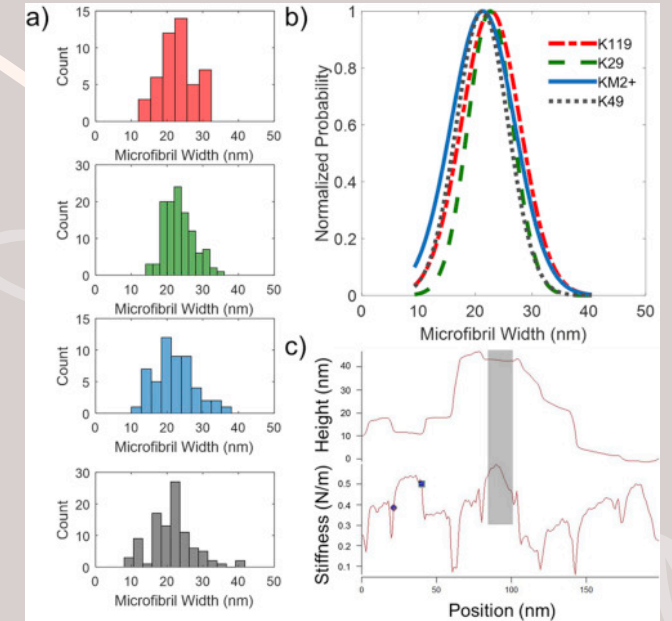 a)
15
10
5
0
Count
0 10 20 30 40 50
Microfibril Width (nm)
30
20
10
0
Count
0 10 20 30 40 50
Microfibril Width (nm)
15
10
5
0
Count
0 10 20 30 40 50
Microfibril Width (nm)
30
20
10
0
Count
0 10 20 30 40 50
Microfibril Width (nm)
b)
1
0.8
0.6
0.4
0.2
0
Normalized Probability
K119
K29
KM2+
K49
0 10 20 30 40 50
Microfibril Width (nm)
c)
40
30
20
10
0
Height (nm)
0.5
0.4
0.3
0.2
0.1
Stiffness (N/m)
0 50 100 150
Position (nm)